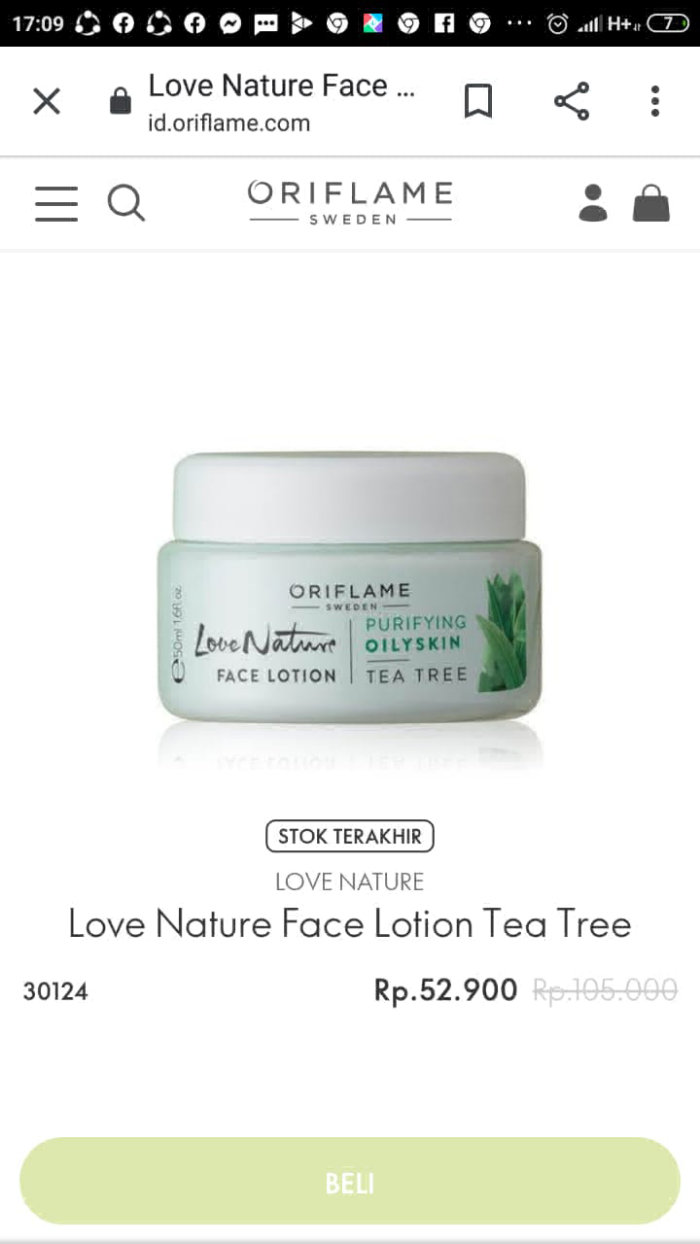 17:09
H+
7
Love Nature Face ...
id.oriflame.com
ORIFLAME
SWEDEN
ORIFLAME
SWEDEN
Love Nature
FACE LOTION
PURIFYING
OILYSKIN
TEA TREE
e50ml 1.6fl. oz.
STOK TERAKHIR
LOVE NATURE
Love Nature Face Lotion Tea Tree
30124
Rp.52.900 Rp.105.000
BELI